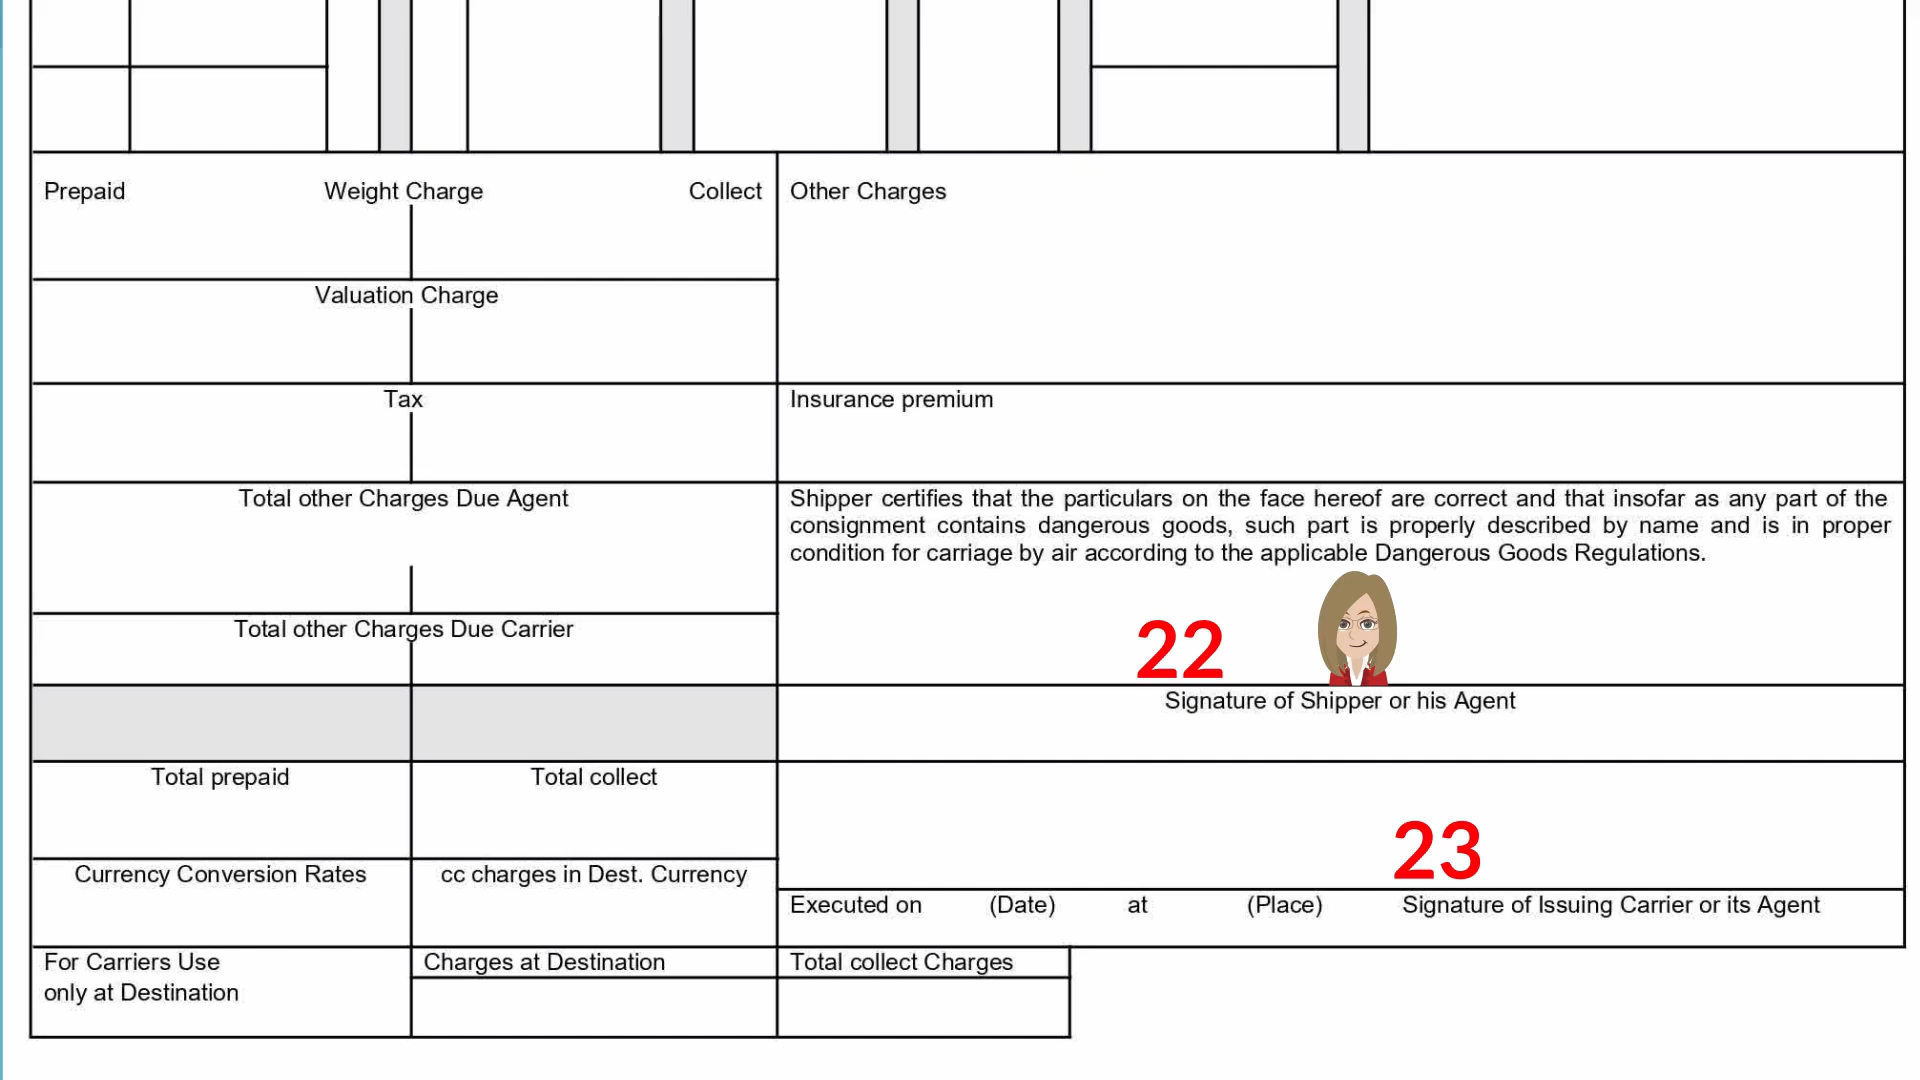 Prepaid Weight Charge Collect
Other Charges
Valuation Charge
Tax
Insurance premium
Total other Charges Due Agent
Shipper certifies that the particulars on the face hereof are correct and that insofar as any part of the
consignment contains dangerous goods, such part is properly described by name and is in proper
condition for carriage by air according to the applicable Dangerous Goods Regulations.
Total other Charges Due Carrier
22
Signature of Shipper or his Agent
Total prepaid
Total collect
23
Currency Conversion Rates
cc charges in Dest. Currency
Executed on (Date) at (Place) Signature of Issuing Carrier or its Agent
For Carriers Use
only at Destination
Charges at Destination
Total collect Charges